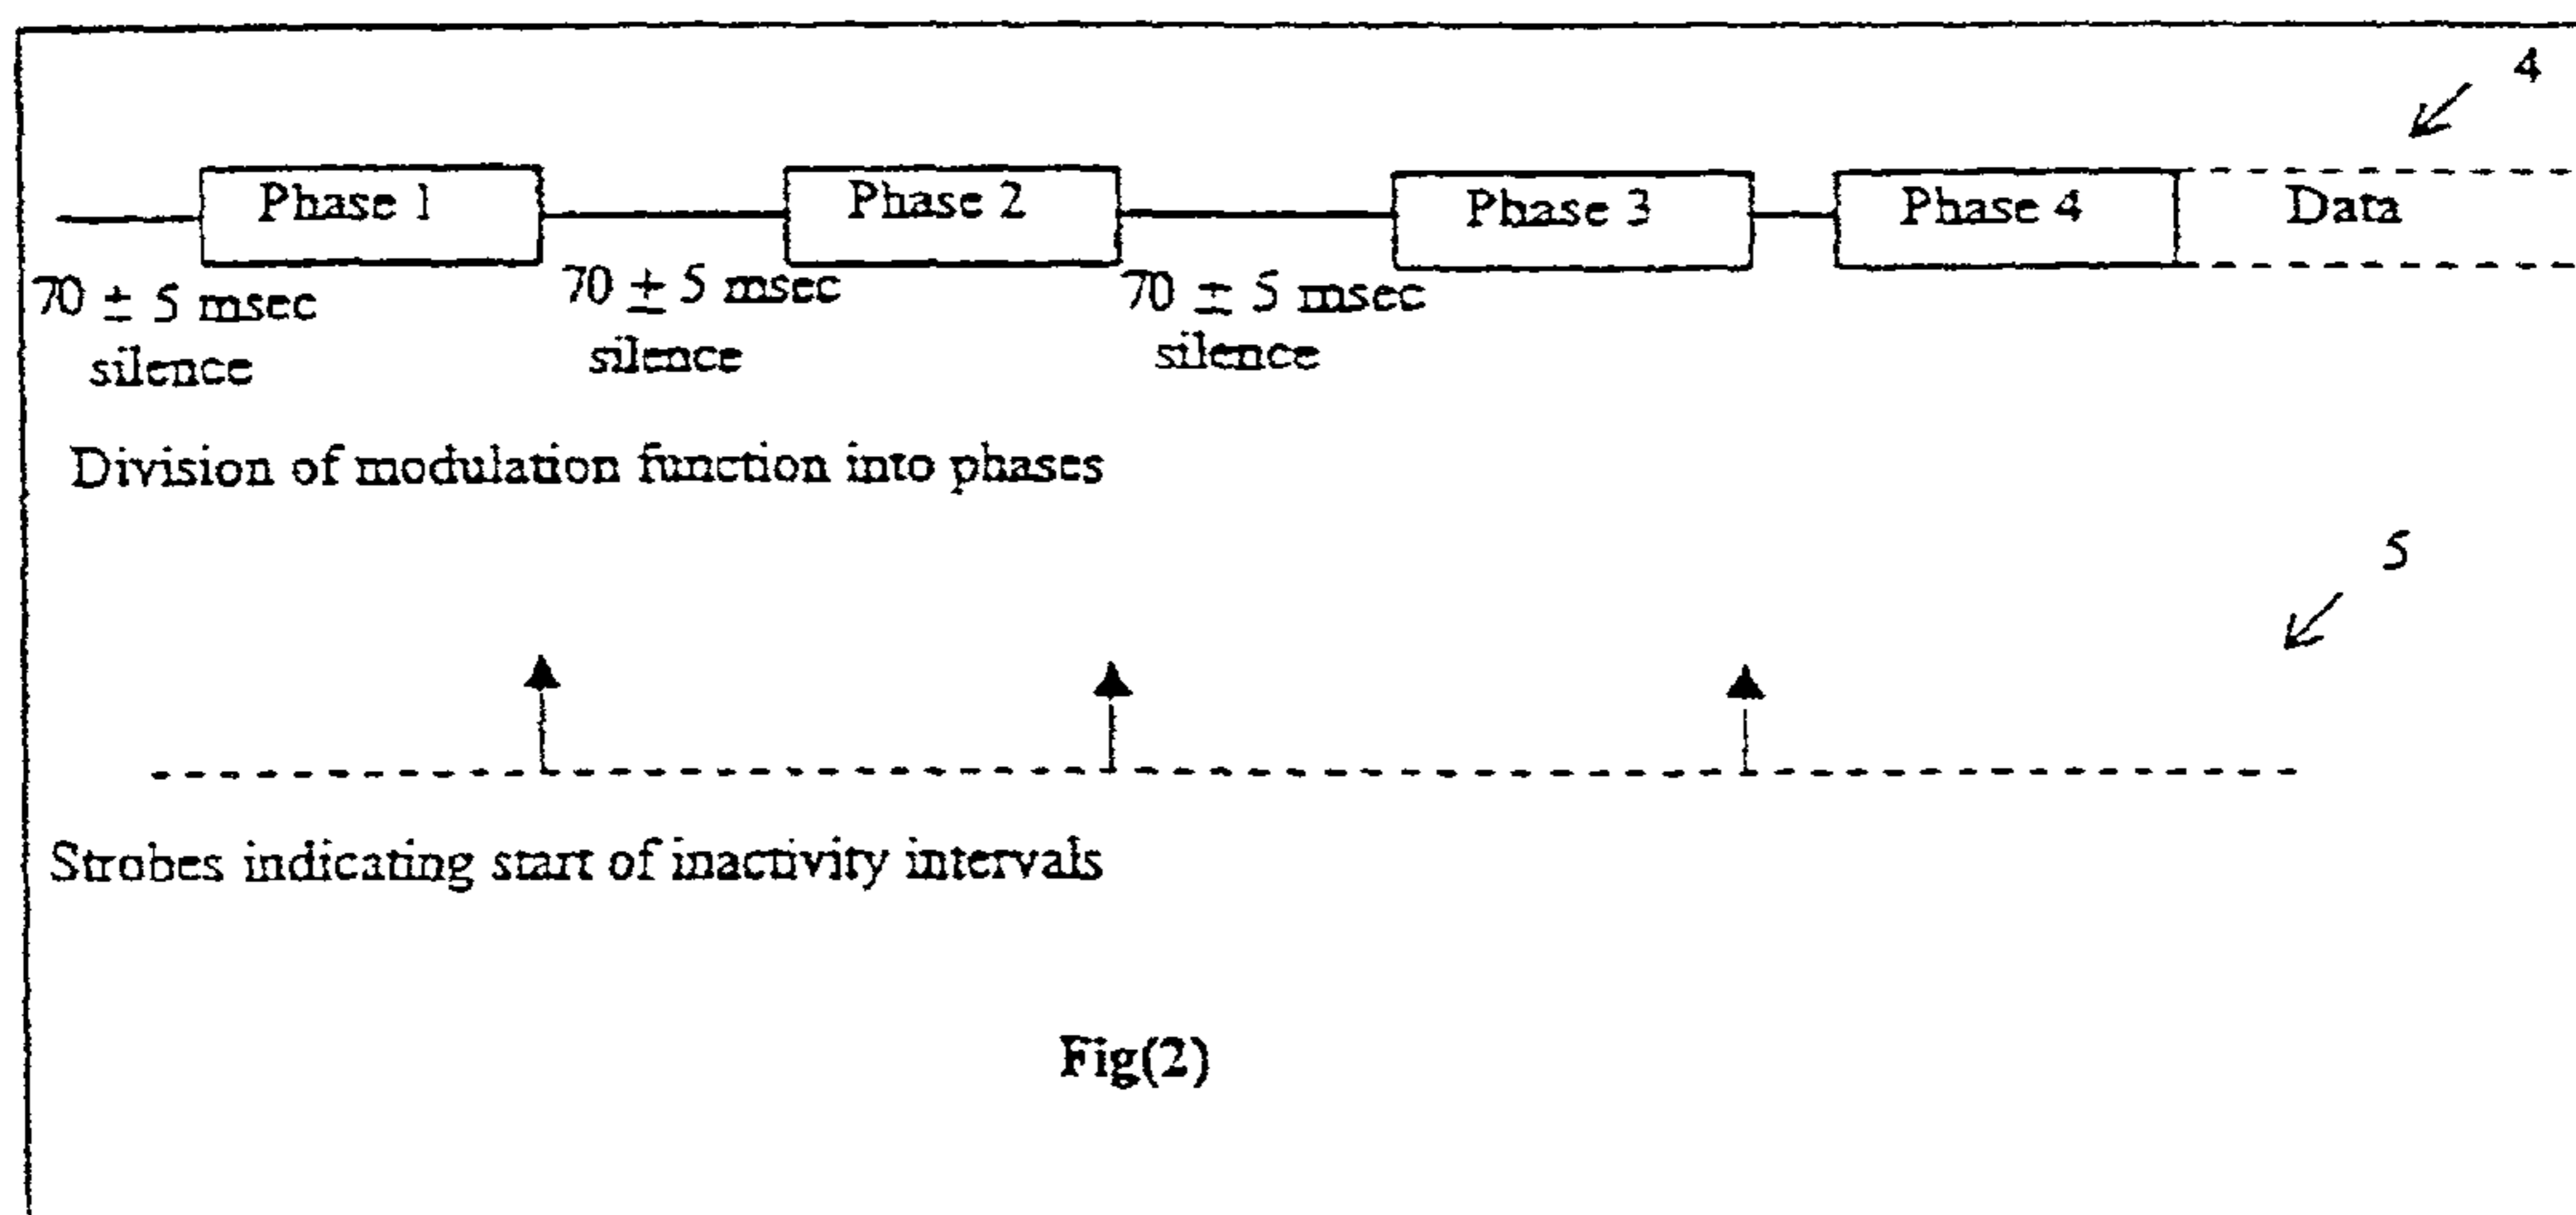 4
Phase 1
Phase 2
Phase 3
Phase 4
Data
70 ± 5 msec
silence
70 ± 5 msec
silence
70 ± 5 msec
silence
Division of modulation function into phases
5
Strobes indicating start of inactivity intervals
Fig(2)